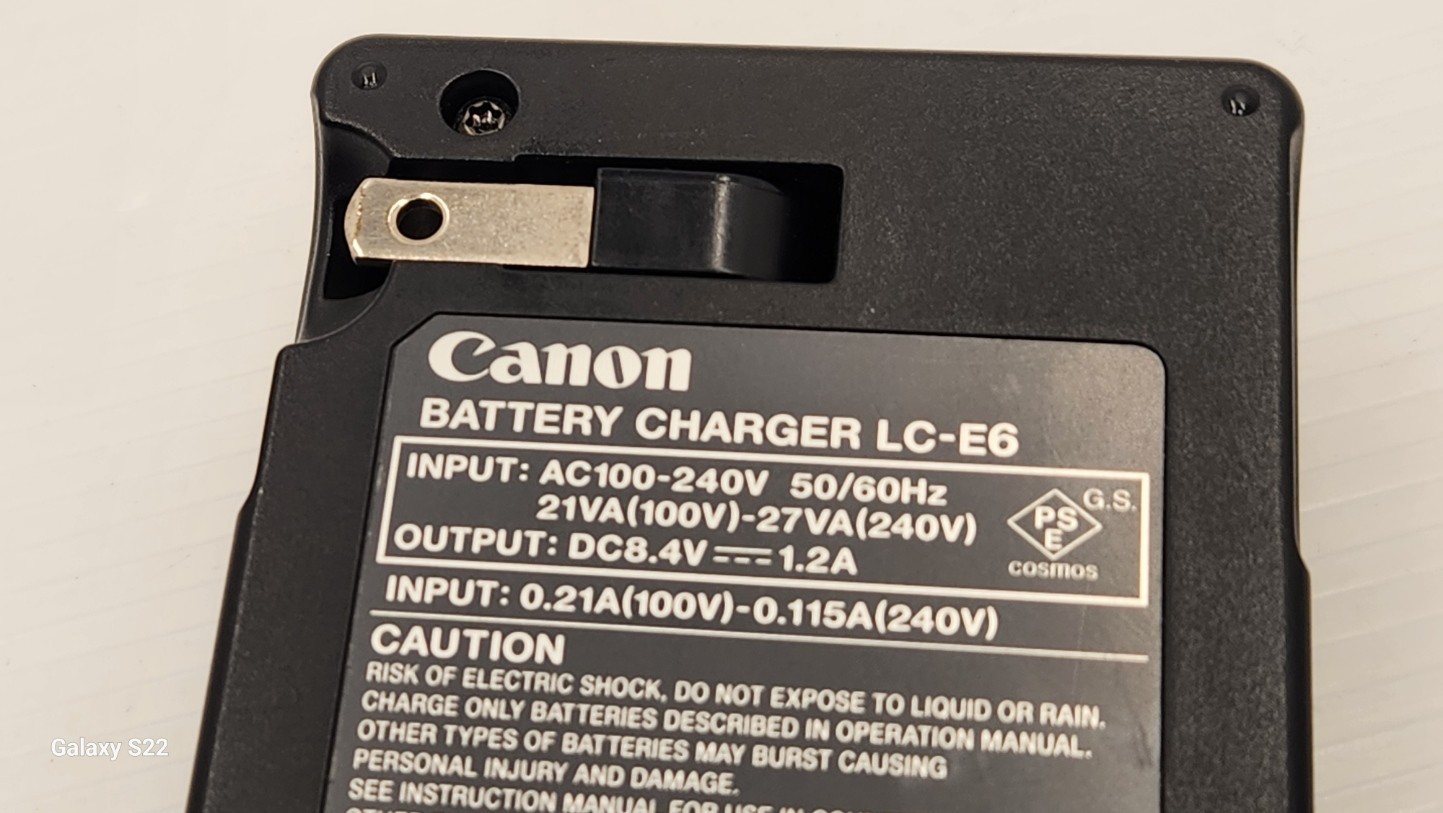 Canon
BATTERY CHARGER LC-E6
INPUT: AC100-240V 50/60Hz
21VA(100V)-27VA(240V)
OUTPUT: DC8.4V⎓1.2A
PS
E
G.S.
cosmos
INPUT: 0.21A(100V)-0.115A(240V)
CAUTION
RISK OF ELECTRIC SHOCK. DO NOT EXPOSE TO LIQUID OR RAIN.
CHARGE ONLY BATTERIES DESCRIBED IN OPERATION MANUAL.
OTHER TYPES OF BATTERIES MAY BURST CAUSING
PERSONAL INJURY AND DAMAGE.
SEE INSTRUCTION MANUAL FOR USE IN
Galaxy S22